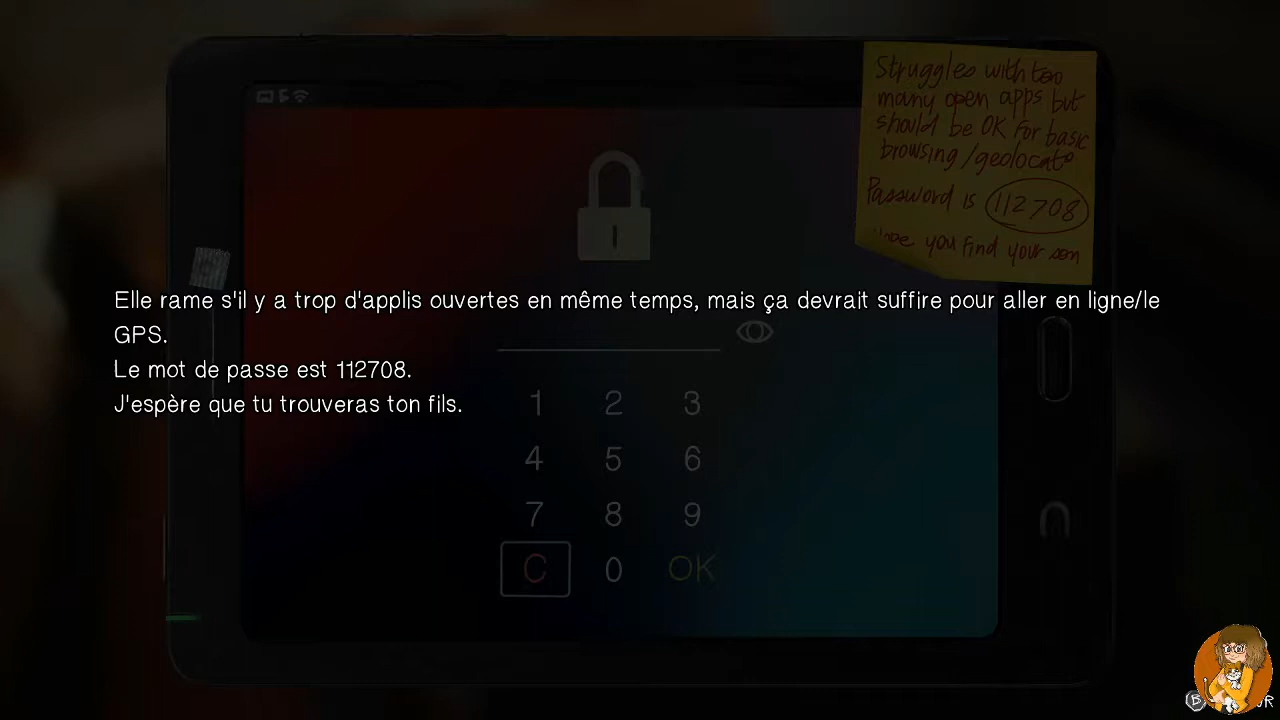 Struggles with too
many open apps but
should be OK for basic
browsing/geolocate
Password is 112708
you find your son
Elle rame s'il y a trop d'applis ouvertes en même temps, mais ça devrait suffire pour aller en ligne/le
GPS.
Le mot de passe est 112708.
J'espère que tu trouveras ton fils.
1 2 3
4 5 6
7 8 9
C 0 OK
B